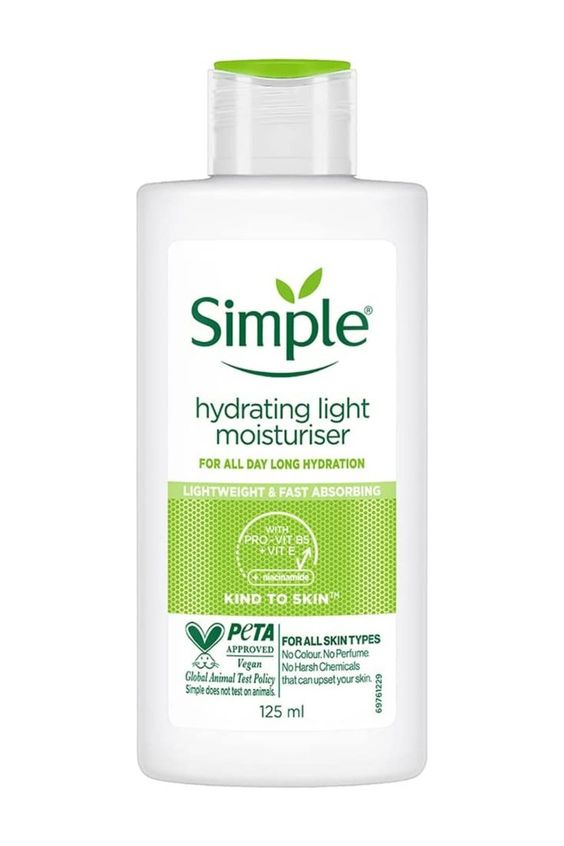 Simple®
hydrating light
moisturiser
FOR ALL DAY LONG HYDRATION
LIGHTWEIGHT & FAST ABSORBING
WITH
PRO-VIT B5
+ VIT E
+ niacinamide
KIND TO SKIN™
PETA
APPROVED
Vegan
Global Animal Test Policy
Simple does not test on animals.
FOR ALL SKIN TYPES
No Colour. No Perfume.
No Harsh Chemicals
that can upset your skin.
69761229
125 ml